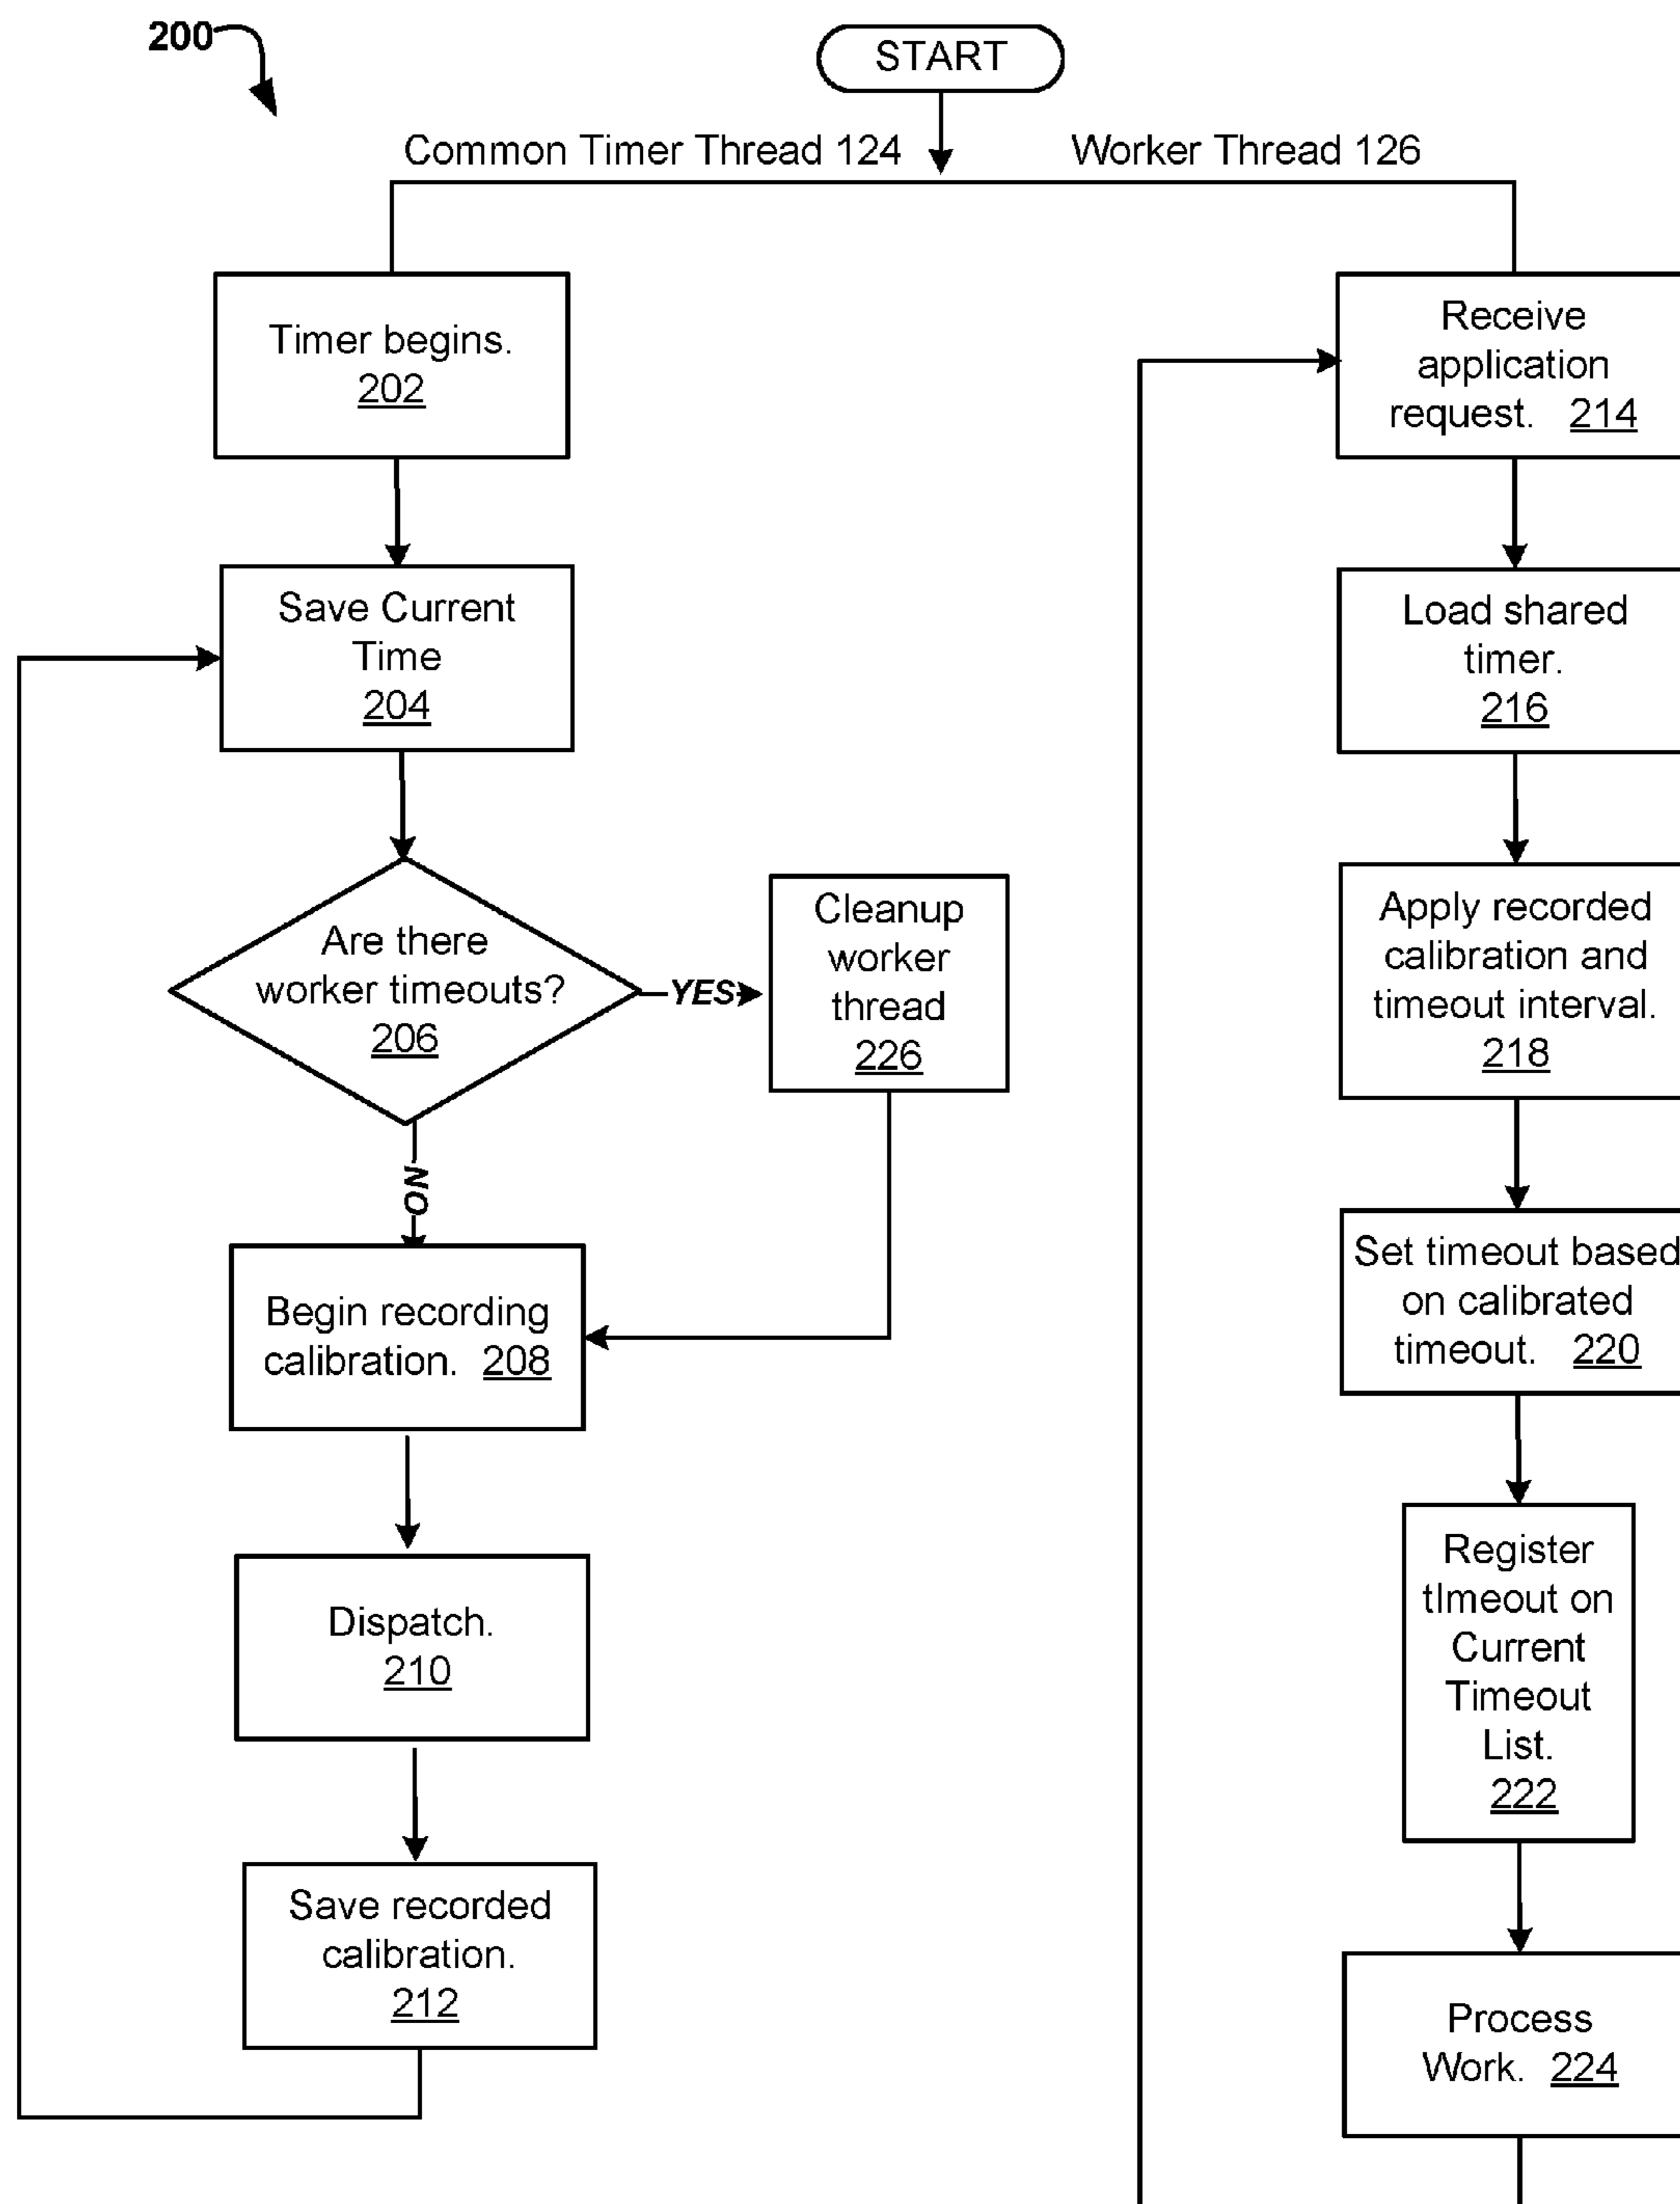 200
START
Common Timer Thread 124
Worker Thread 126
Timer begins.
202
Save Current
Time
204
Are there
worker timeouts?
206
YES
Cleanup
worker
thread
226
NO
Begin recording
calibration. 208
Dispatch.
210
Save recorded
calibration.
212
Receive
application
request. 214
Load shared
timer.
216
Apply recorded
calibration and
timeout interval.
218
Set timeout based
on calibrated
timeout. 220
Register
tImeout on
Current
Timeout
List.
222
Process
Work. 224